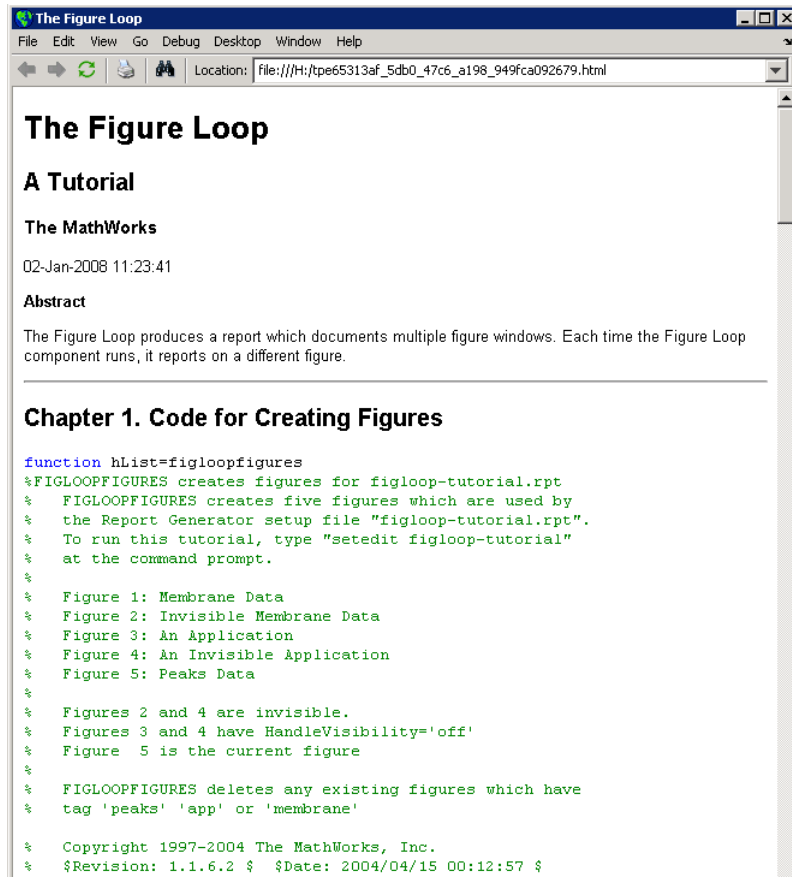 The Figure Loop
File Edit View Go Debug Desktop Window Help
Location: file:///H:/tpe65313af_5db0_47c6_a198_949fca092679.html
The Figure Loop
A Tutorial
The MathWorks
02-Jan-2008 11:23:41
Abstract
The Figure Loop produces a report which documents multiple figure windows. Each time the Figure Loop
component runs, it reports on a different figure.
Chapter 1. Code for Creating Figures
function hList=figloopfigures
%FIGLOOPFIGURES creates figures for figloop-tutorial.rpt
%   FIGLOOPFIGURES creates five figures which are used by
%   the Report Generator setup file "figloop-tutorial.rpt".
%   To run this tutorial, type "setedit figloop-tutorial"
%   at the command prompt.
%
%   Figure 1: Membrane Data
%   Figure 2: Invisible Membrane Data
%   Figure 3: An Application
%   Figure 4: An Invisible Application
%   Figure 5: Peaks Data
%
%   Figures 2 and 4 are invisible.
%   Figures 3 and 4 have HandleVisibility='off'
%   Figure  5 is the current figure
%
%   FIGLOOPFIGURES deletes any existing figures which have
%   tag 'peaks' 'app' or 'membrane'
%   Copyright 1997-2004 The MathWorks, Inc.
%   $Revision: 1.1.6.2 $  $Date: 2004/04/15 00:12:57 $